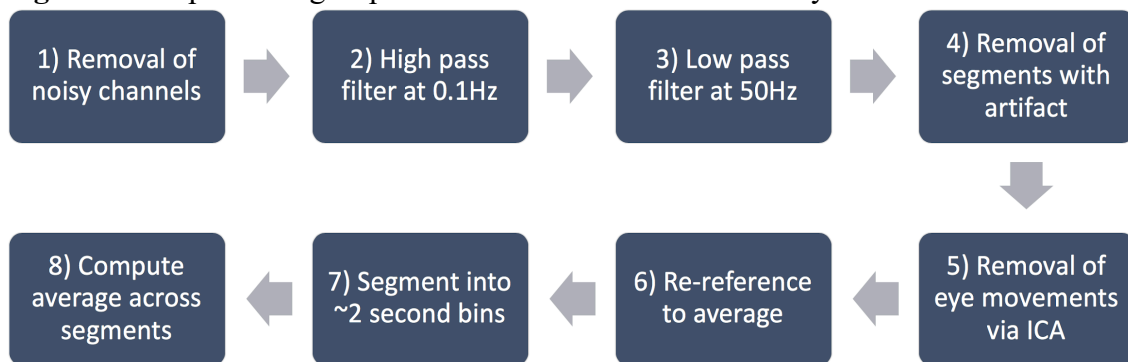 1) Removal of
noisy channels
2) High pass
filter at 0.1Hz
3) Low pass
filter at 50Hz
4) Removal of
segments with
artifact
5) Removal of
eye movements
via ICA
6) Re-reference
to average
7) Segment into
~2 second bins
8) Compute
average across
segments